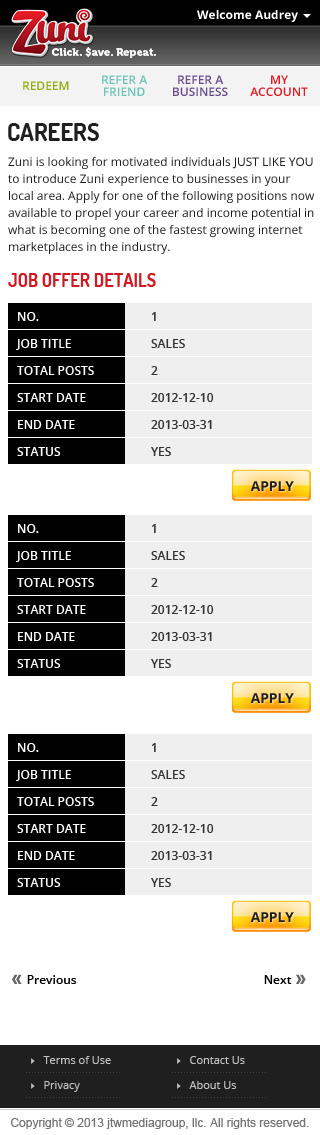 Zuni
Click. $ave. Repeat.
Welcome Audrey
REDEEM
REFER A
FRIEND
REFER A
BUSINESS
MY
ACCOUNT
CAREERS
Zuni is looking for motivated individuals JUST LIKE YOU
to introduce Zuni experience to businesses in your
local area. Apply for one of the following positions now
available to propel your career and income potential in
what is becoming one of the fastest growing internet
marketplaces in the industry.
JOB OFFER DETAILS
NO. 1
JOB TITLE SALES
TOTAL POSTS 2
START DATE 2012-12-10
END DATE 2013-03-31
STATUS YES
APPLY
NO. 1
JOB TITLE SALES
TOTAL POSTS 2
START DATE 2012-12-10
END DATE 2013-03-31
STATUS YES
APPLY
NO. 1
JOB TITLE SALES
TOTAL POSTS 2
START DATE 2012-12-10
END DATE 2013-03-31
STATUS YES
APPLY
« Previous Next »
Terms of Use Contact Us
Privacy About Us
Copyright © 2013 jtwmediagroup, llc. All rights reserved.